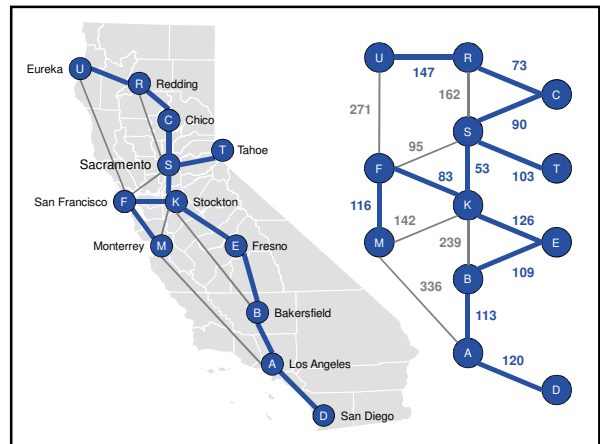 Eureka U
R Redding
C Chico
T Tahoe
Sacramento S
San Francisco F
K Stockton
Monterrey M
E Fresno
B Bakersfield
A Los Angeles
D San Diego
U 147 R 73
C
271 162 90
S
95 103 T
F 83 53
116 K
142 126
M 239 E
109
336 B
113
A 120
D